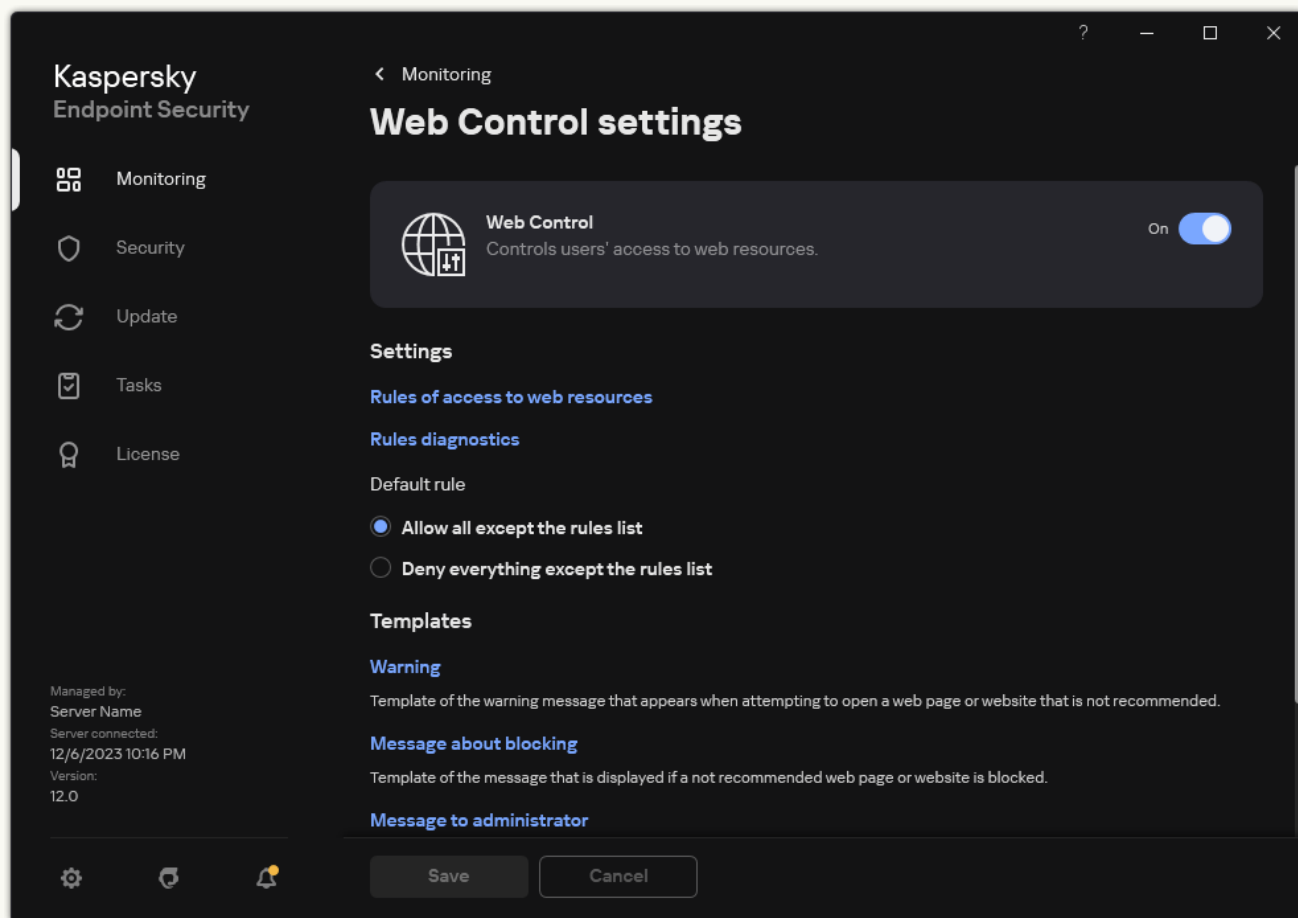 ?
Kaspersky
Endpoint Security
Monitoring
Security
Update
Tasks
License
Managed by:
Server Name
Server connected:
12/6/2023 10:16 PM
Version:
12.0
Monitoring
Web Control settings
Web Control
Controls users' access to web resources.
On
Settings
Rules of access to web resources
Rules diagnostics
Default rule
Allow all except the rules list
Deny everything except the rules list
Templates
Warning
Template of the warning message that appears when attempting to open a web page or website that is not recommended.
Message about blocking
Template of the message that is displayed if a not recommended web page or website is blocked.
Message to administrator
Save
Cancel